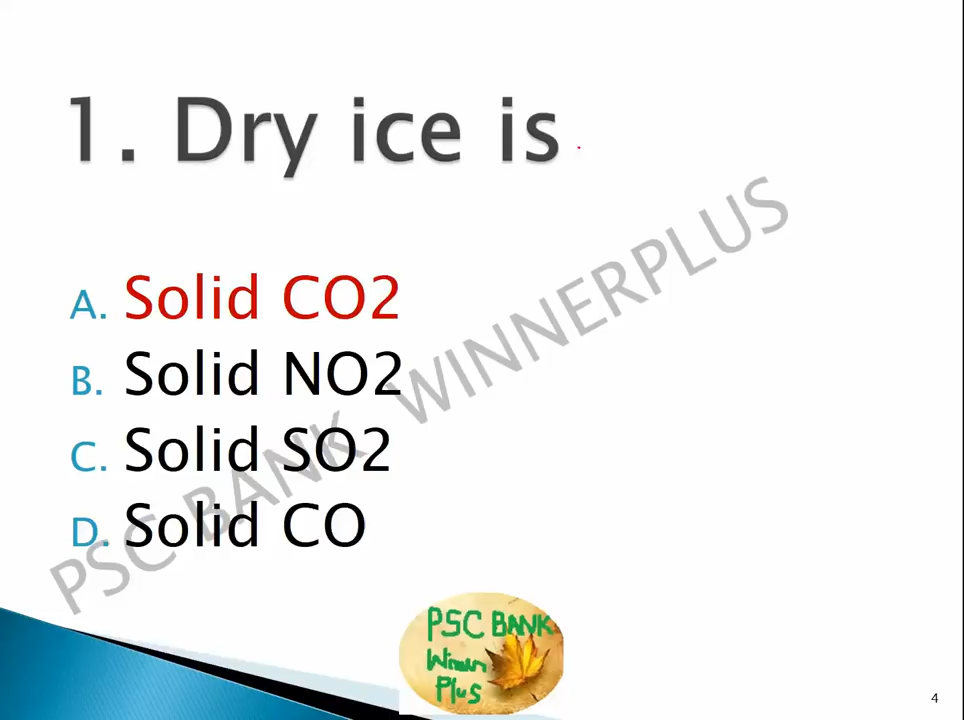 1. Dry ice is
A. Solid CO2
B. Solid NO2
C. Solid SO2
D. Solid CO
PSC BANK WINNERPLUS
PSC BANK
Winner
Plus
4